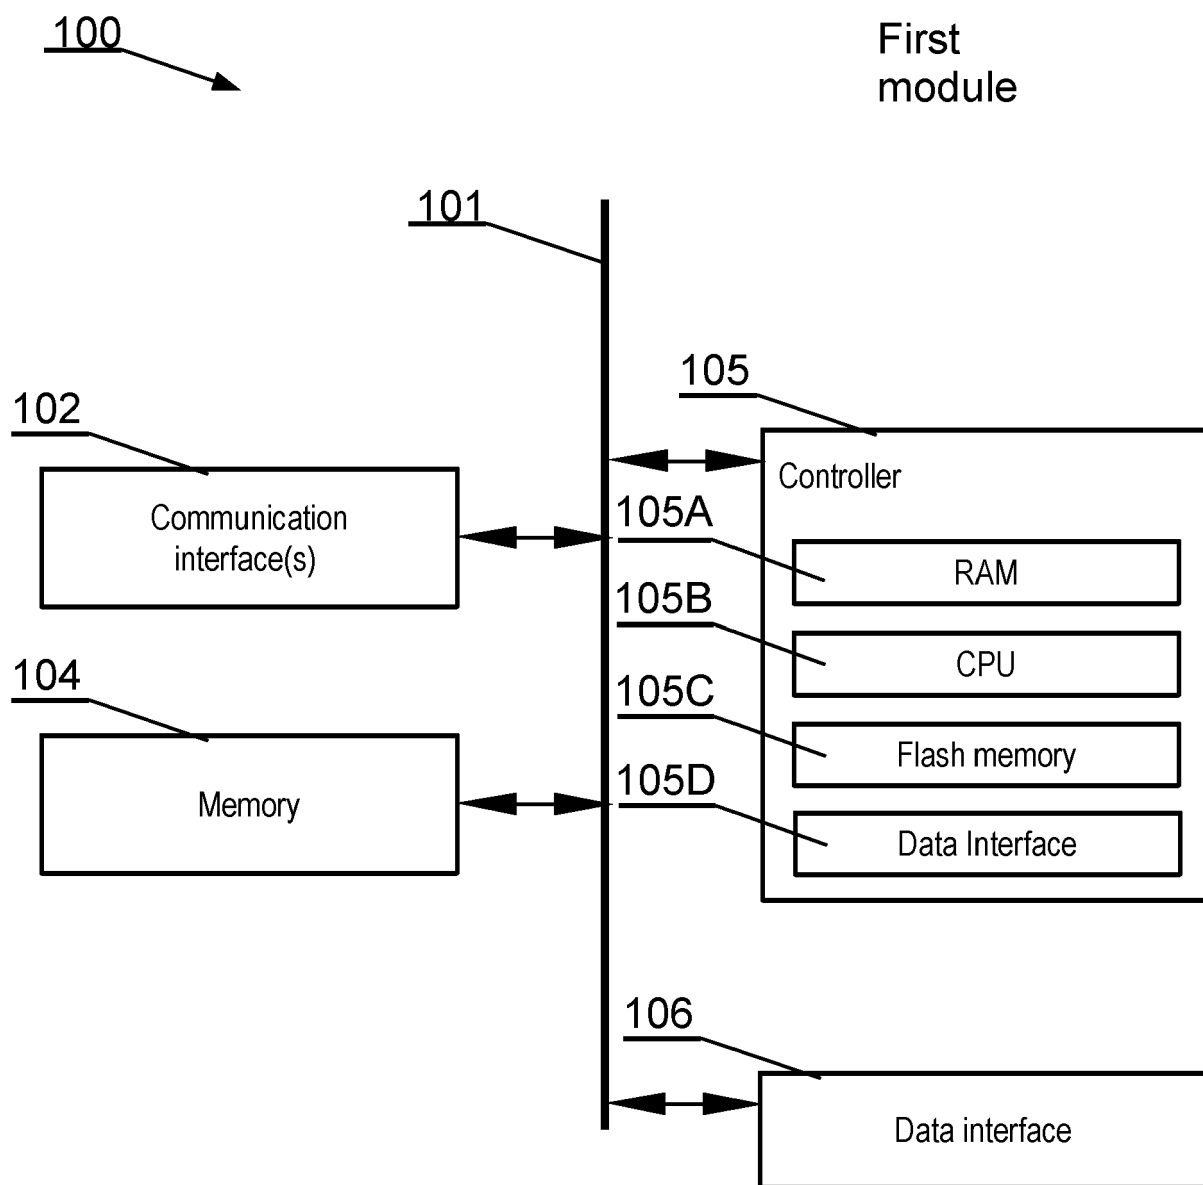 100
First
module
101
105
102
Controller
Communication
interface(s)
105A
RAM
105B
CPU
104
105C
Flash memory
105D
Memory
Data Interface
106
Data interface